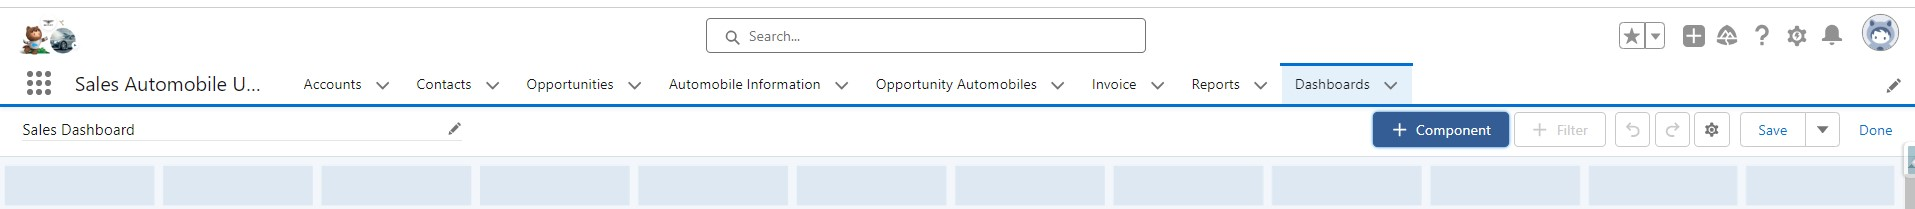 Search...
Sales Automobile U... Accounts Contacts Opportunities Automobile Information Opportunity Automobiles Invoice Reports Dashboards
Sales Dashboard + Component + Filter Save Done